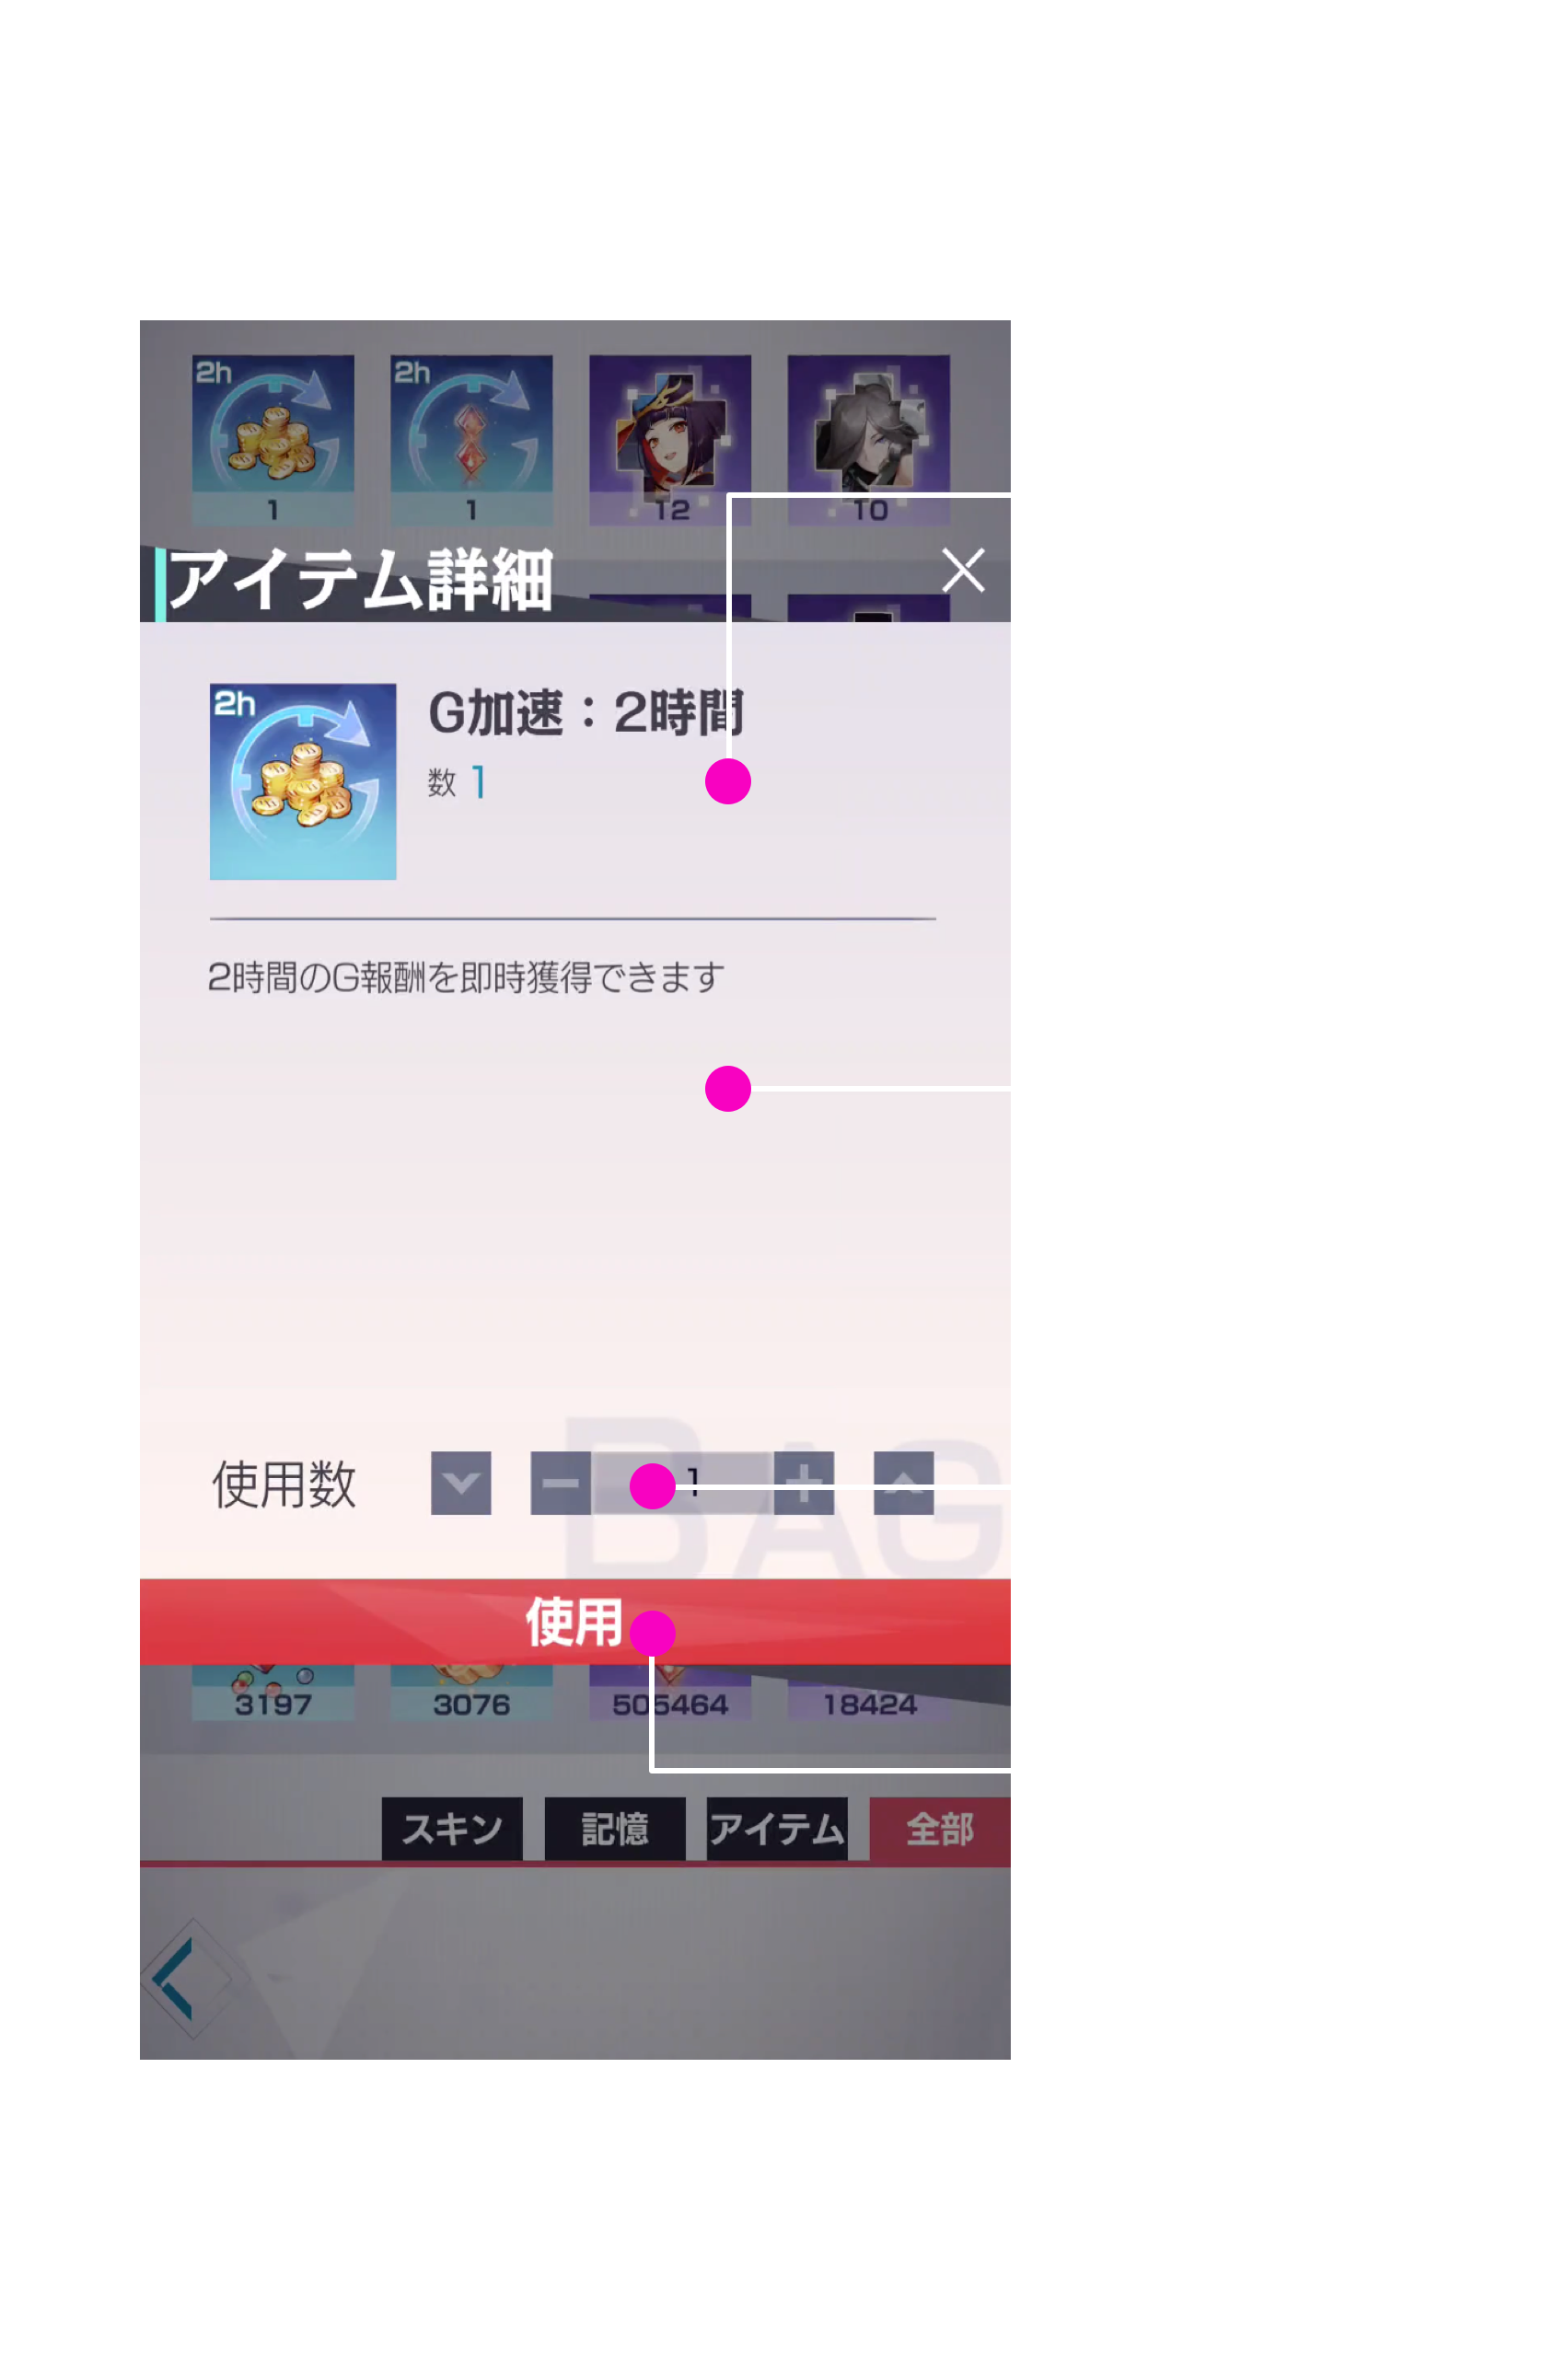 2h
2h
1
1
12
10
アイテム詳細
2h
G加速：2時間
数 1
2時間のG報酬を即時獲得できます
BAG
使用数
1
使用
3197
3076
505464
18424
スキン
記憶
アイテム
全部